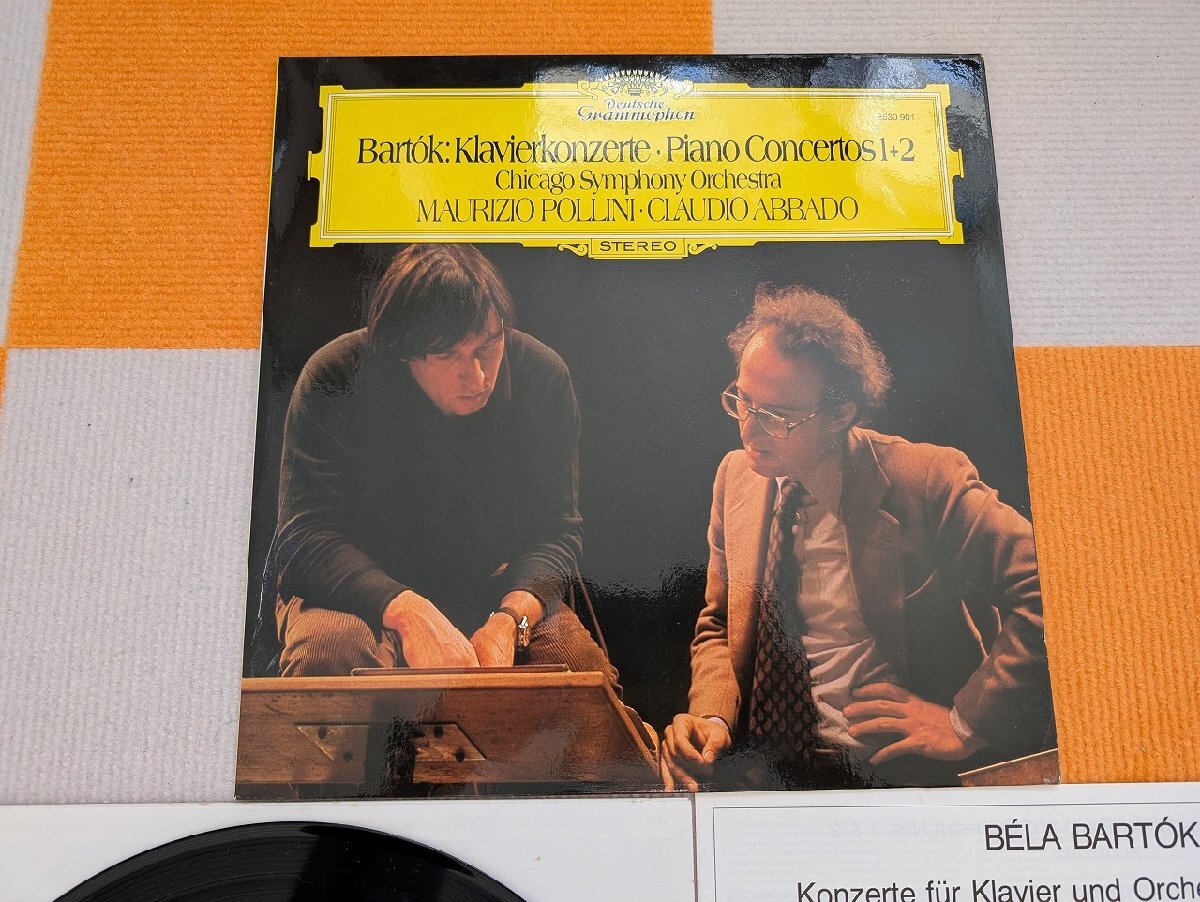 Deutsche
Grammophon
2530 901
Bartók: Klavierkonzerte · Piano Concertos 1+2
Chicago Symphony Orchestra
MAURIZIO POLLINI · CLAUDIO ABBADO
STEREO
BÉLA BARTÓK
Konzerte für Klavier und Orche